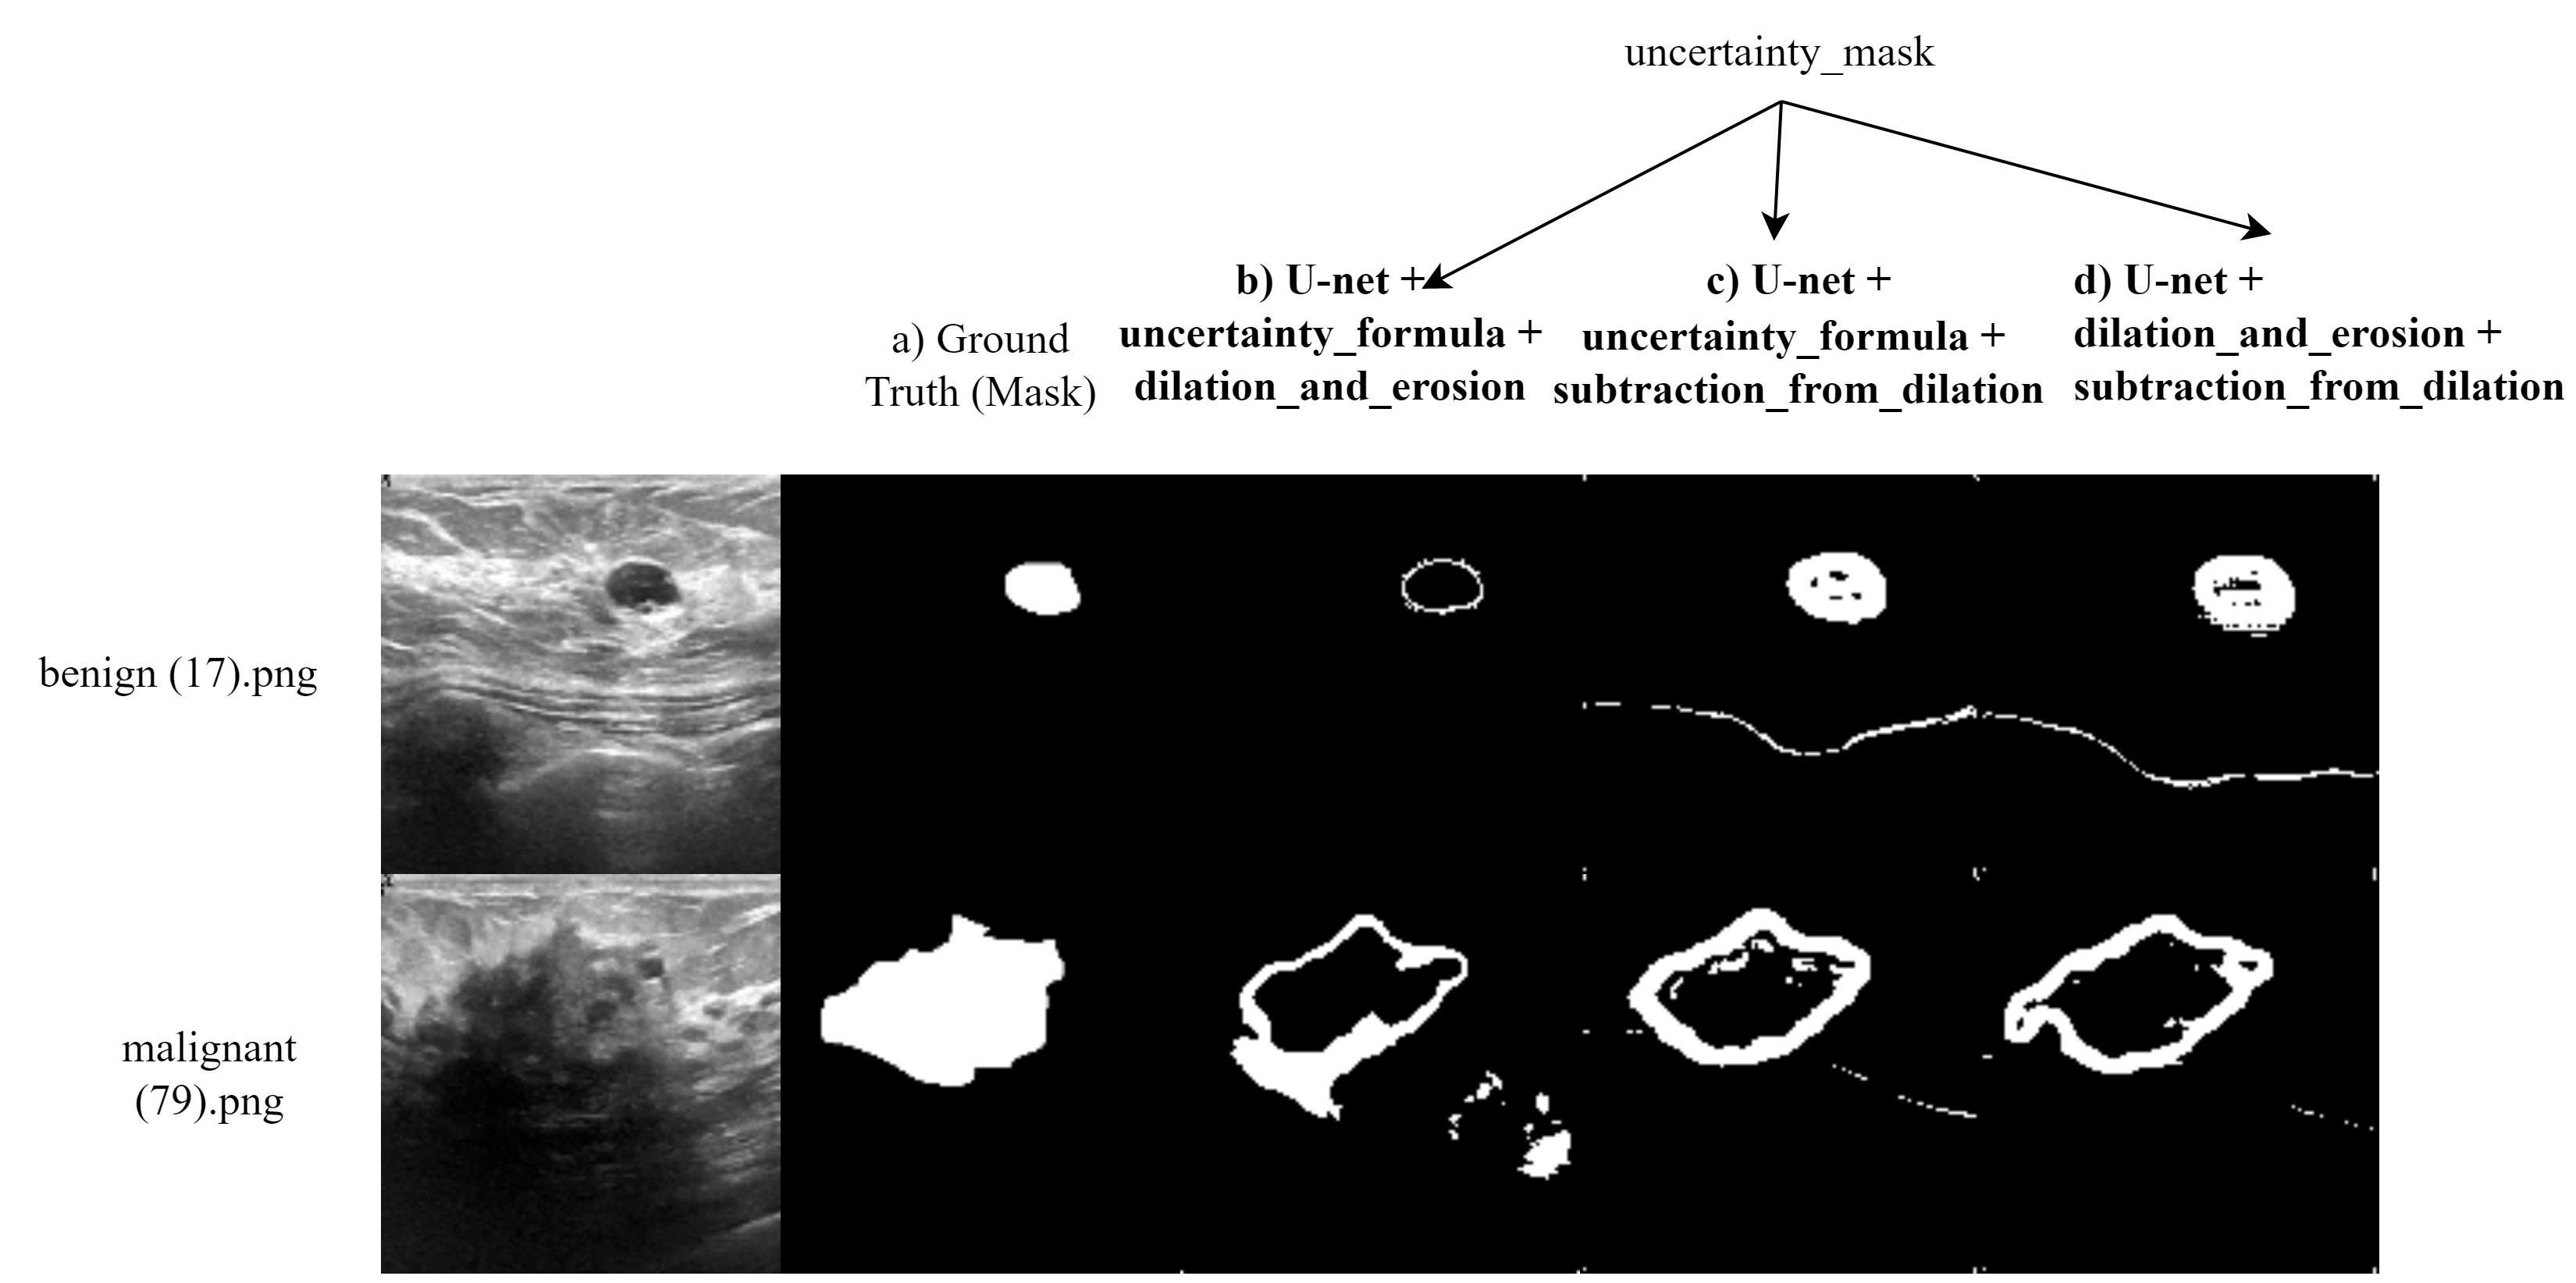 uncertainty_mask
a) Ground
Truth (Mask)
b) U-net +
uncertainty_formula +
dilation_and_erosion
c) U-net +
uncertainty_formula +
subtraction_from_dilation
d) U-net +
dilation_and_erosion +
subtraction_from_dilation
benign (17).png
malignant
(79).png